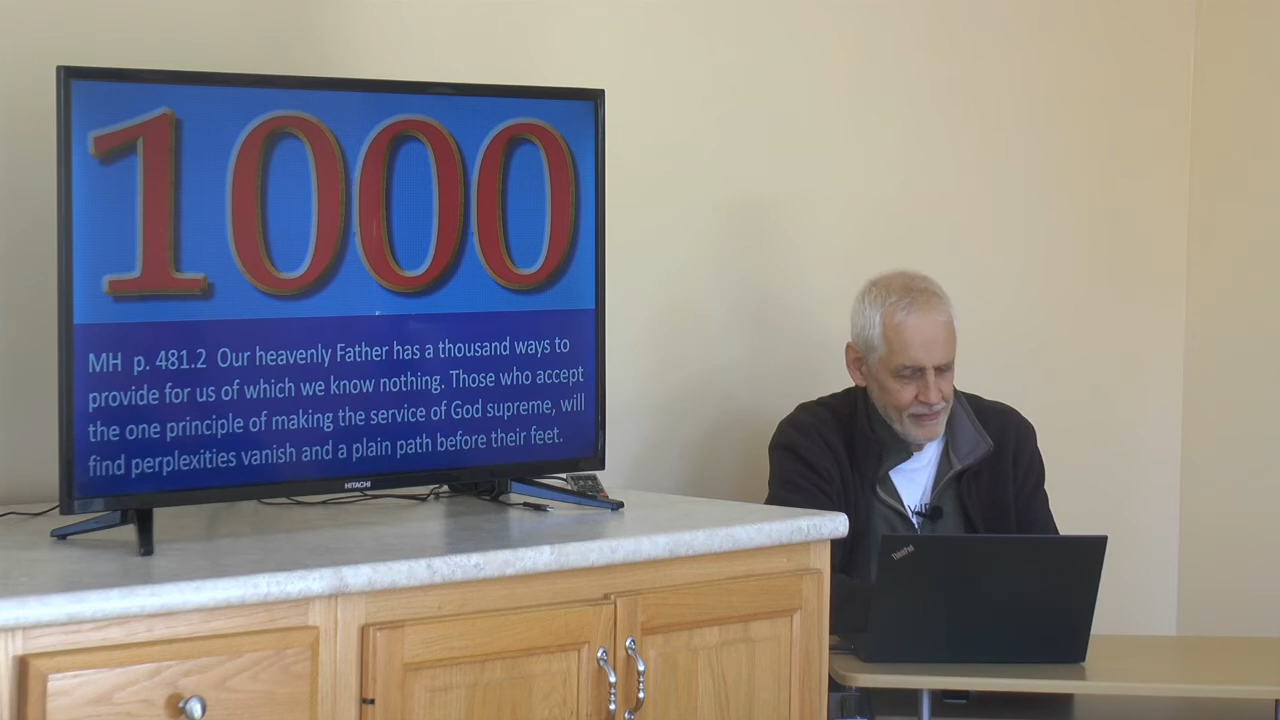 1000
MH p. 481.2 Our heavenly Father has a thousand ways to
provide for us of which we know nothing. Those who accept
the one principle of making the service of God supreme, will
find perplexities vanish and a plain path before their feet.
HITACHI
ThinkPad